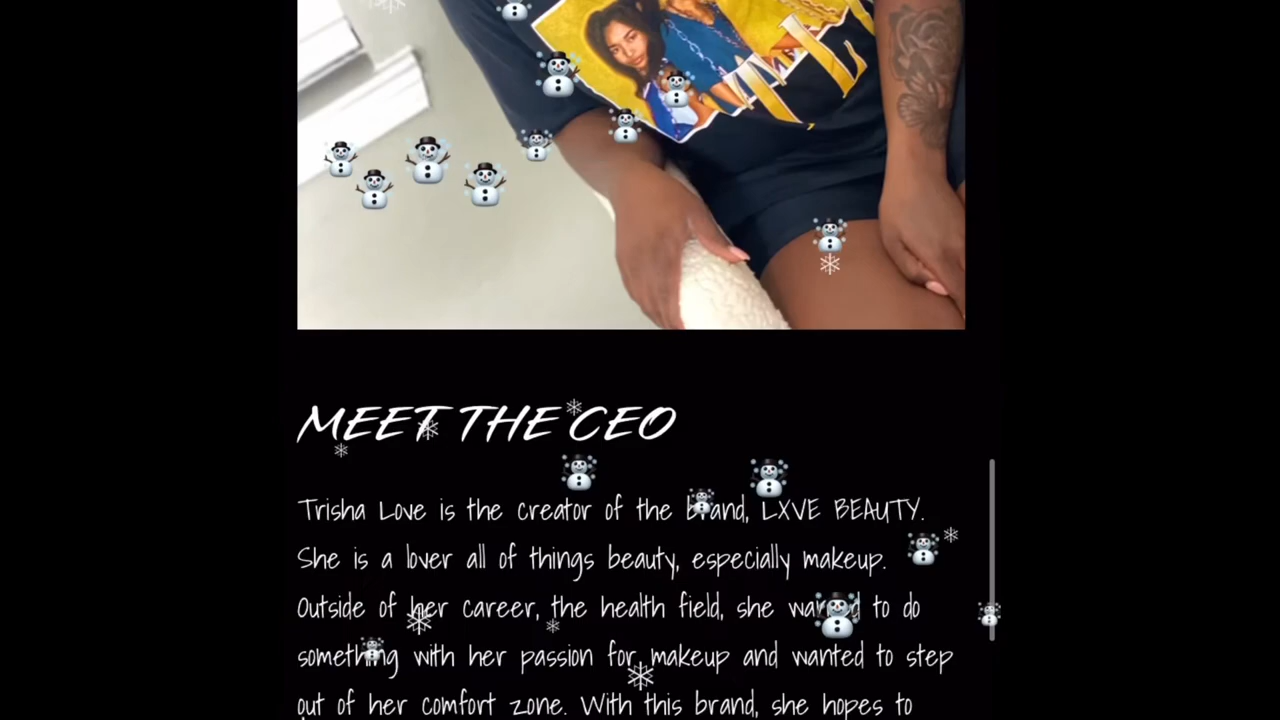 MEET THE CEO
Trisha Love is the creator of the brand, LXVE BEAUTY.
She is a lover all of things beauty, especially makeup.
Outside of her career, the health field, she wanted to do
something with her passion for makeup and wanted to step
out of her comfort zone. With this brand, she hopes to